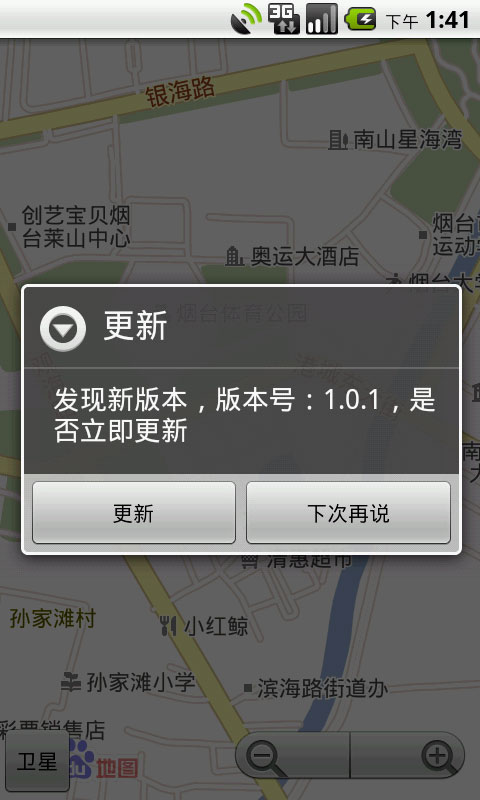 3G
下午 1:41
银海路
南山星海湾
创艺宝贝烟
台莱山中心
烟台
运动
奥运大酒店
烟台大学
烟台体育公园
更新
发现新版本，版本号：1.0.1，是
否立即更新
更新
下次再说
清惠超市
孙家滩村
小红鲸
孙家滩小学
滨海路街道办
彩票销售店
卫星
du 地图